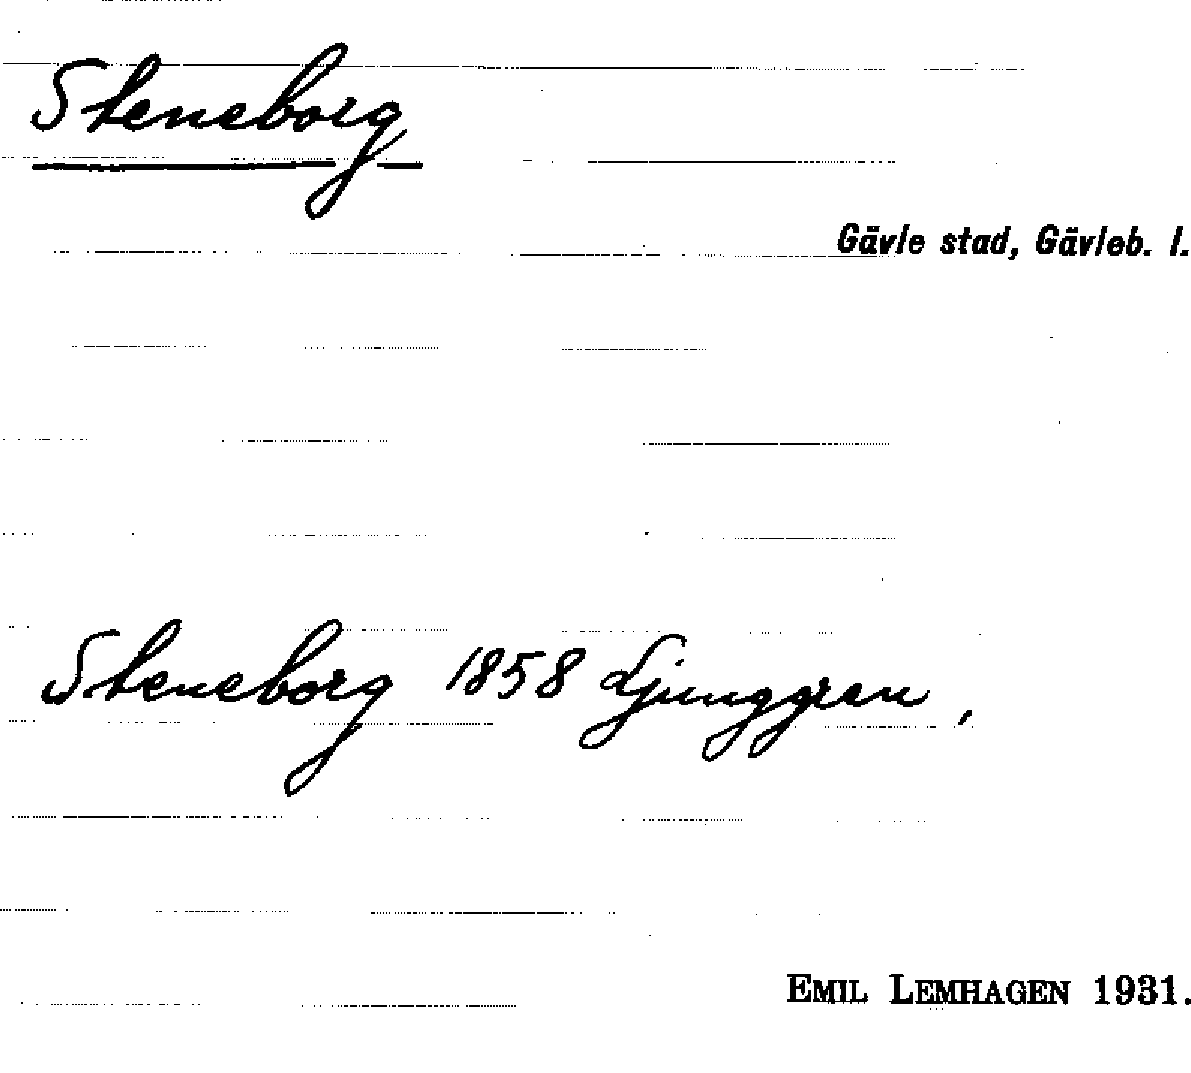 Steneborg
Gävle stad, Gävleb. l.
Steneborg 1858 Ljunggren,
EMIL LEMHAGEN 1931.